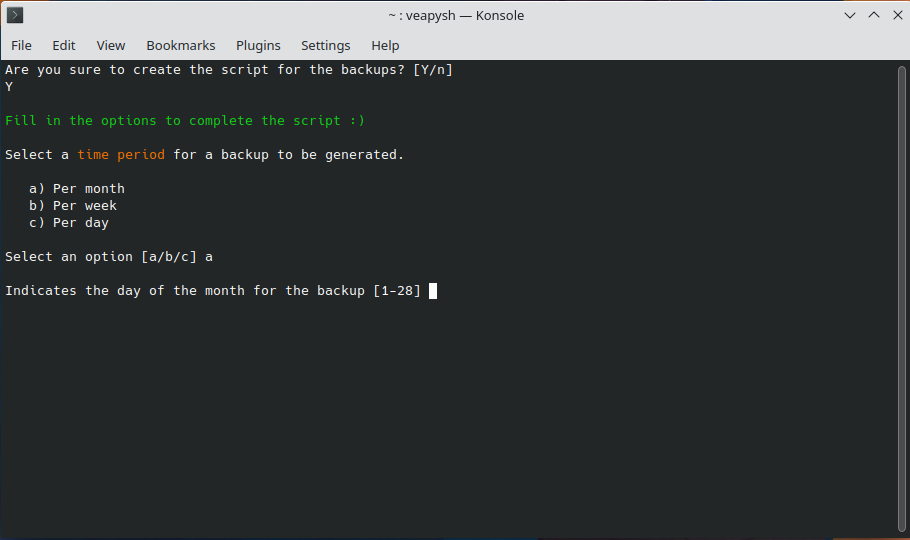 ~ : veapysh — Konsole
File Edit View Bookmarks Plugins Settings Help
Are you sure to create the script for the backups? [Y/n]
Y
Fill in the options to complete the script :)
Select a time period for a backup to be generated.
a) Per month
b) Per week
c) Per day
Select an option [a/b/c] a
Indicates the day of the month for the backup [1-28]